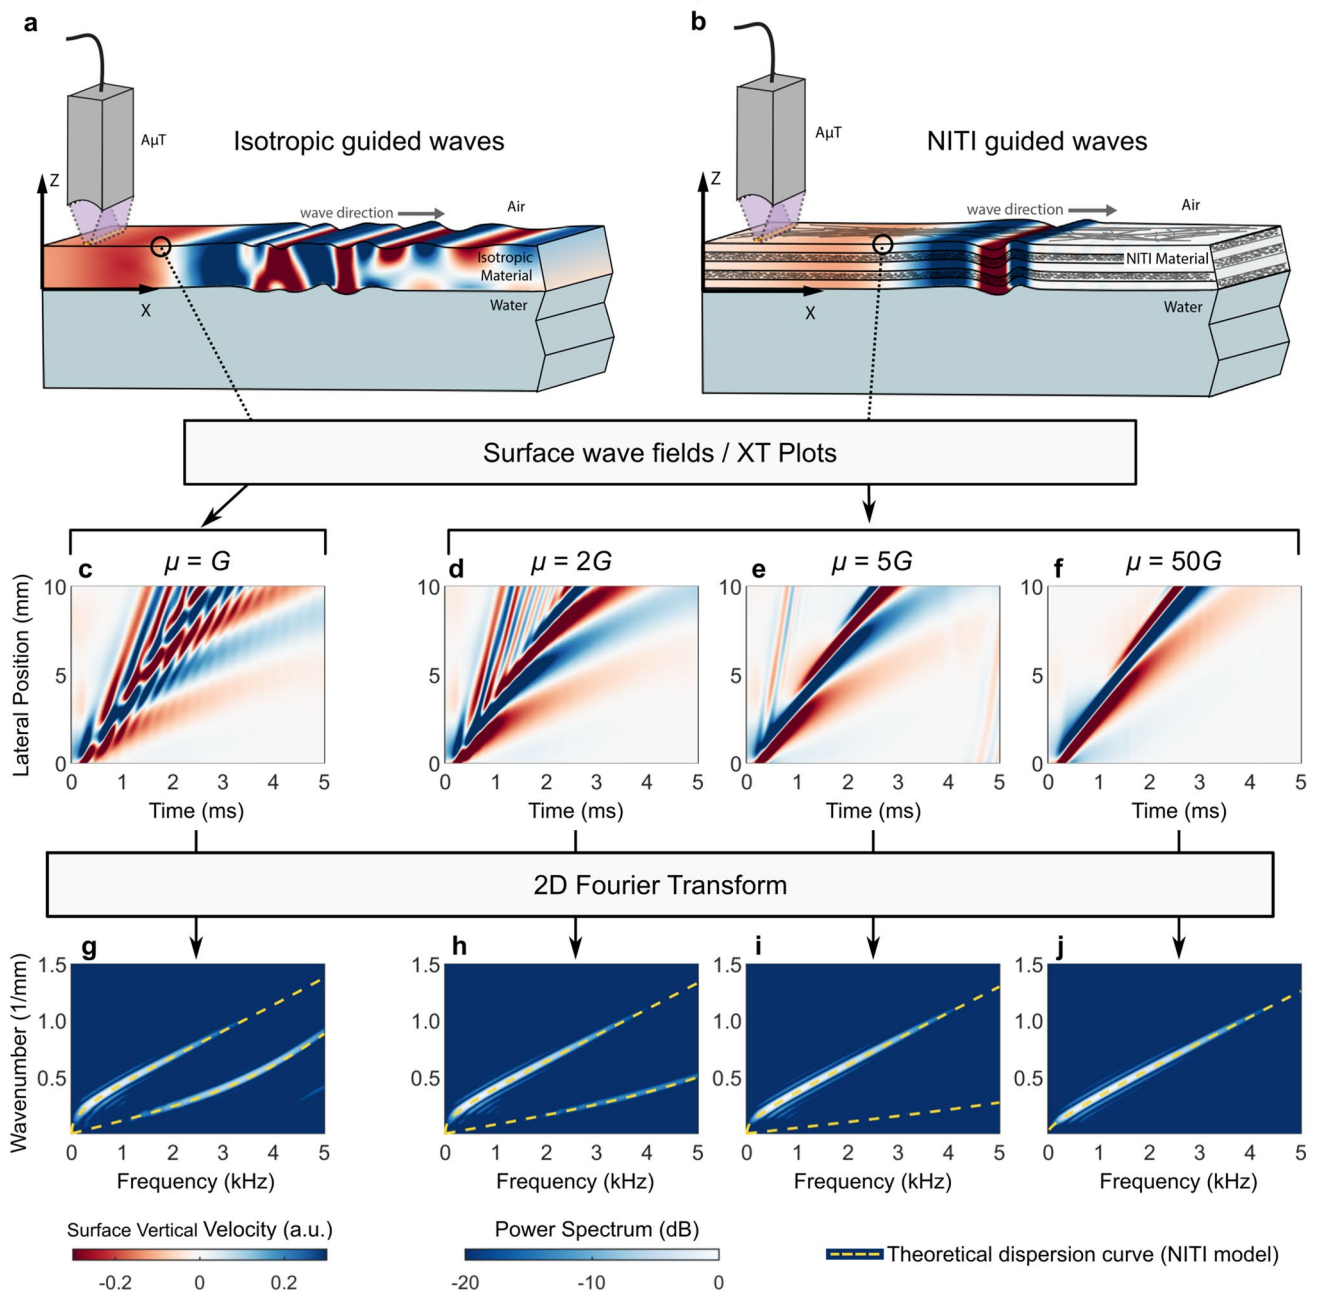 a
AμT
Isotropic guided waves
Z
wave direction
Air
Isotropic
Material
Water
X
b
AμT
NITI guided waves
Z
wave direction
Air
NITI Material
Water
X
Surface wave fields / XT Plots
c
μ = G
d
μ = 2G
e
μ = 5G
f
μ = 50G
Lateral Position (mm)
10
5
0
0 1 2 3 4 5
Time (ms)
10
5
0
0 1 2 3 4 5
Time (ms)
10
5
0
0 1 2 3 4 5
Time (ms)
10
5
0
0 1 2 3 4 5
Time (ms)
2D Fourier Transform
g
h
i
j
Wavenumber (1/mm)
1.5
1.0
0.5
0 1 2 3 4 5
Frequency (kHz)
1.5
1.0
0.5
0 1 2 3 4 5
Frequency (kHz)
1.5
1.0
0.5
0 1 2 3 4 5
Frequency (kHz)
1.5
1.0
0.5
0 1 2 3 4 5
Frequency (kHz)
Surface Vertical Velocity (a.u.)
-0.2 0 0.2
Power Spectrum (dB)
-20 -10 0
Theoretical dispersion curve (NITI model)